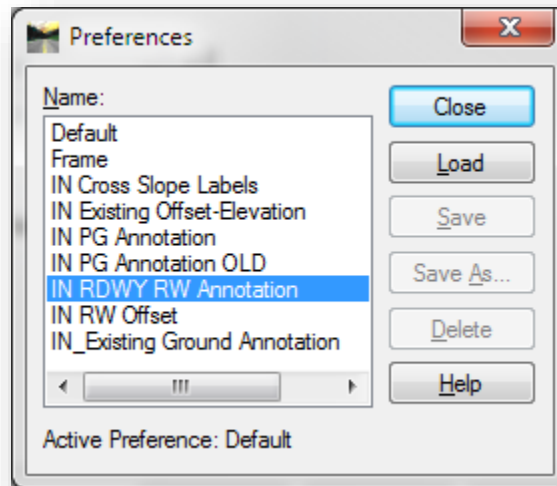 Preferences
Name:
Close
Default
Frame
IN Cross Slope Labels
IN Existing Offset-Elevation
IN PG Annotation
IN PG Annotation OLD
IN RDWY RW Annotation
IN RW Offset
IN_Existing Ground Annotation
Load
Save
Save As...
Delete
Help
Active Preference: Default